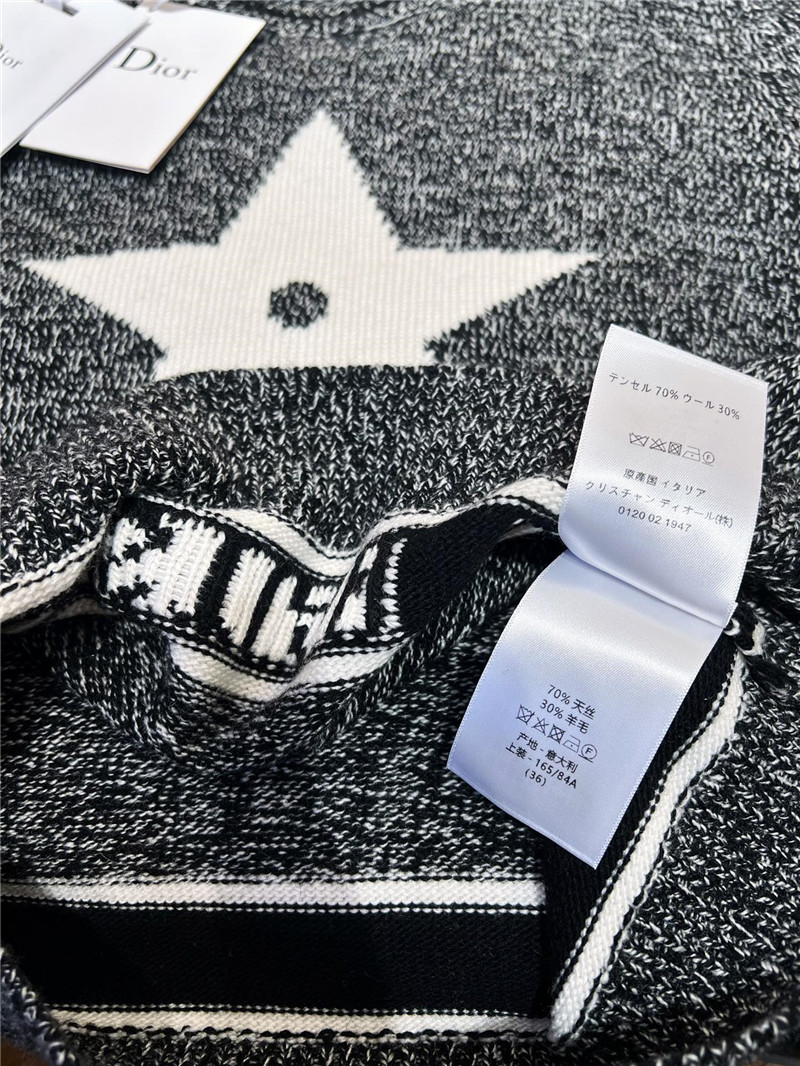 ior
Dior
テンセル 70% ウール 30%
F
原産国 イタリア
クリスチャン ディオール(株)
0120 02 1947
70% 天丝
30% 羊毛
F
产地 - 意大利
上装 - 165/84A
(36)